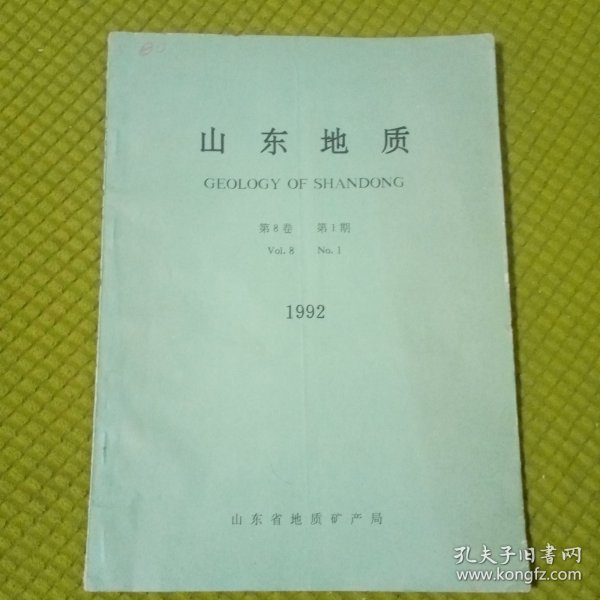 山东地质
GEOLOGY OF SHANDONG
第8卷 第1期
Vol. 8 No. 1
1992
山东省地质矿产局
孔夫子旧书网
www.kongfz.com